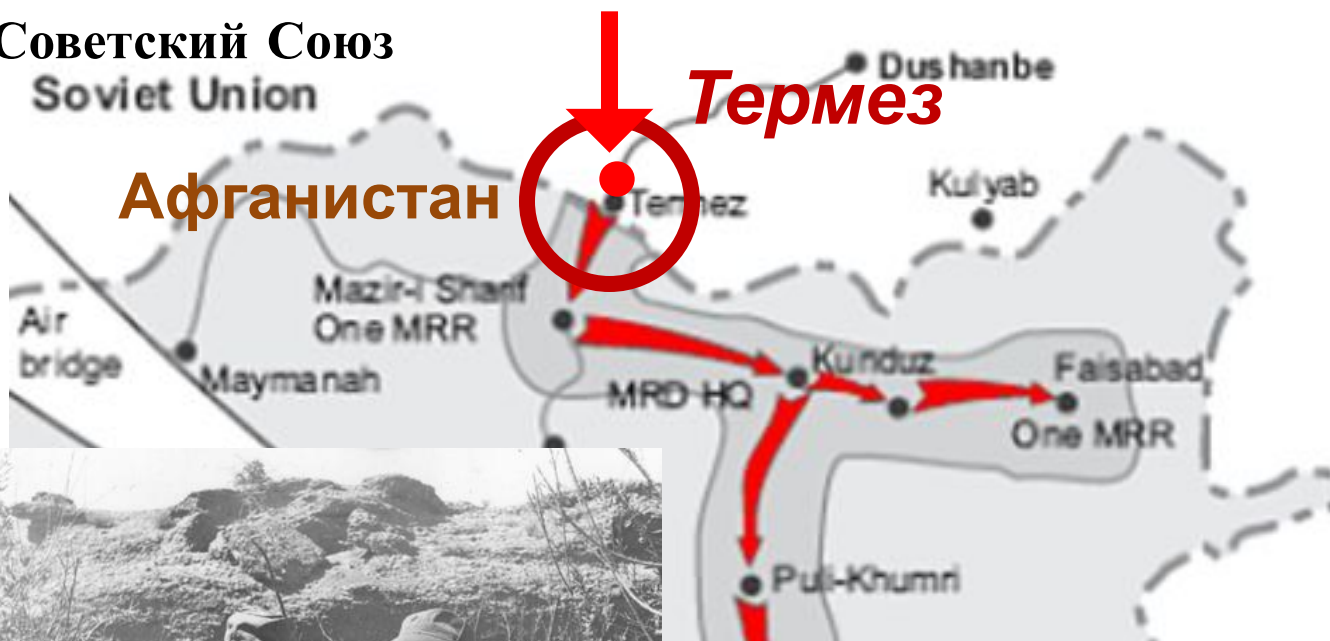 Советский Союз
Soviet Union
Dushanbe
Термез
Афганистан
Termez
Kulyab
Mazir-i Sharif
One MRR
Air
bridge
Maymanah
Kunduz
MRD HQ
Faisabad
One MRR
Puli-Khumri